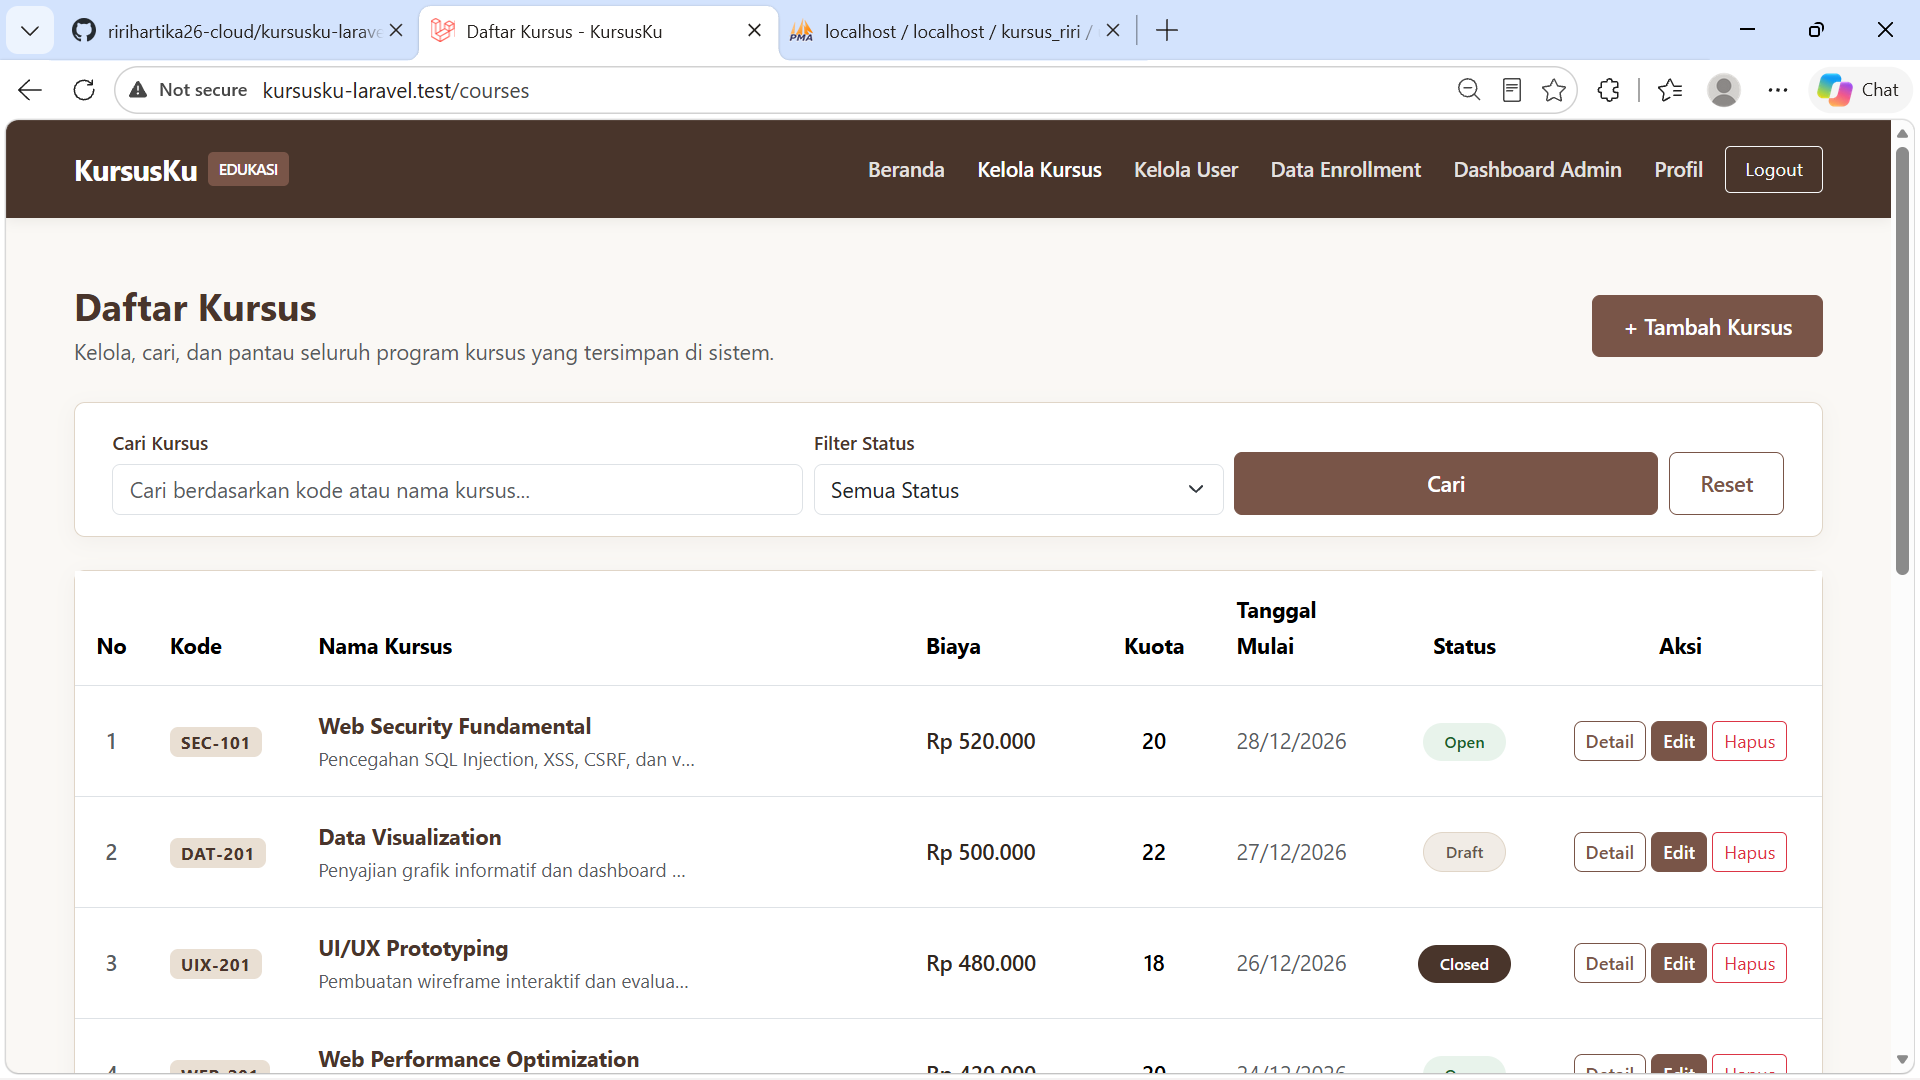 ririhartika26-cloud/kursusku-larave
Daftar Kursus - KursusKu
localhost / localhost / kursus_riri /
Not secure kursusku-laravel.test/courses
Chat
KursusKu EDUKASI Beranda Kelola Kursus Kelola User Data Enrollment Dashboard Admin Profil Logout
Daftar Kursus
Kelola, cari, dan pantau seluruh program kursus yang tersimpan di sistem.
+ Tambah Kursus
Cari Kursus
Filter Status
Cari berdasarkan kode atau nama kursus...
Semua Status
Cari
Reset
No Kode Nama Kursus Biaya Kuota Tanggal Mulai Status Aksi
1 SEC-101 Web Security Fundamental Rp 520.000 20 28/12/2026 Open Detail Edit Hapus
Pencegahan SQL Injection, XSS, CSRF, dan v...
2 DAT-201 Data Visualization Rp 500.000 22 27/12/2026 Draft Detail Edit Hapus
Penyajian grafik informatif dan dashboard ...
3 UIX-201 UI/UX Prototyping Rp 480.000 18 26/12/2026 Closed Detail Edit Hapus
Pembuatan wireframe interaktif dan evalua...
Web Performance Optimization